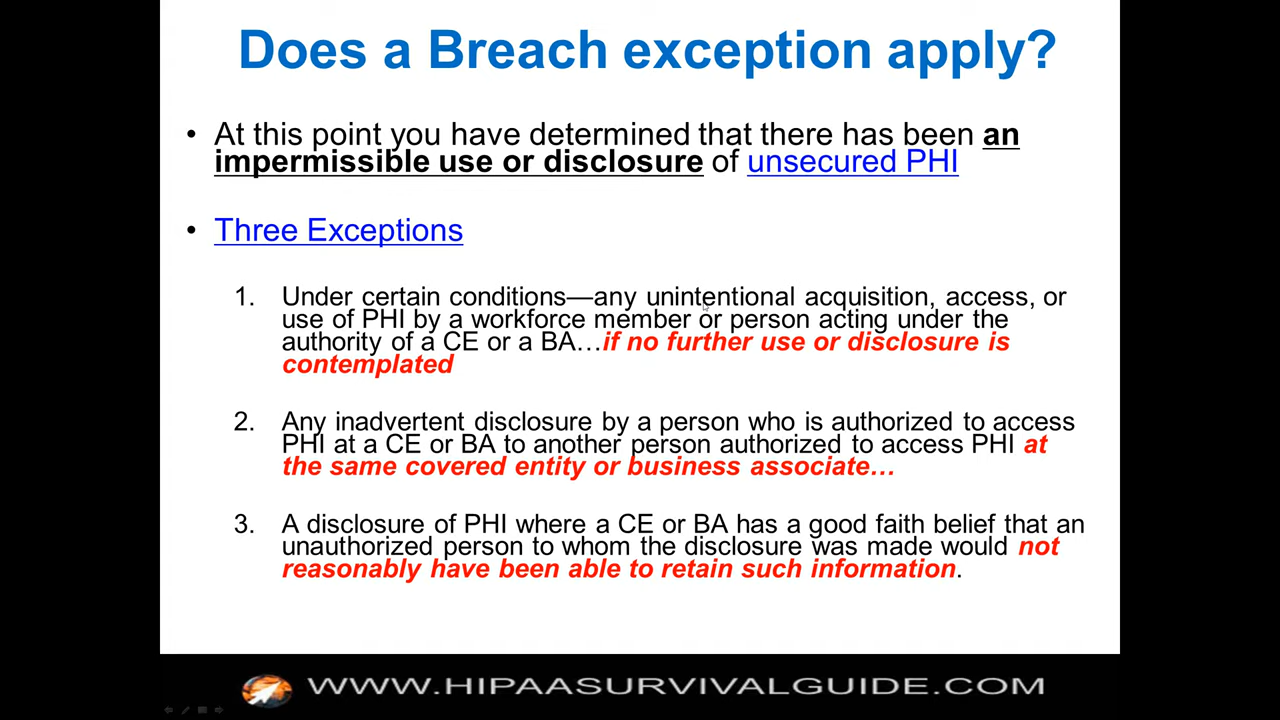 Does a Breach exception apply?
• At this point you have determined that there has been an
impermissible use or disclosure of unsecured PHI
• Three Exceptions
1. Under certain conditions—any unintentional acquisition, access, or
use of PHI by a workforce member or person acting under the
authority of a CE or a BA…if no further use or disclosure is
contemplated
2. Any inadvertent disclosure by a person who is authorized to access
PHI at a CE or BA to another person authorized to access PHI at
the same covered entity or business associate…
3. A disclosure of PHI where a CE or BA has a good faith belief that an
unauthorized person to whom the disclosure was made would not
reasonably have been able to retain such information.
WWW.HIPAASURVIVALGUIDE.COM